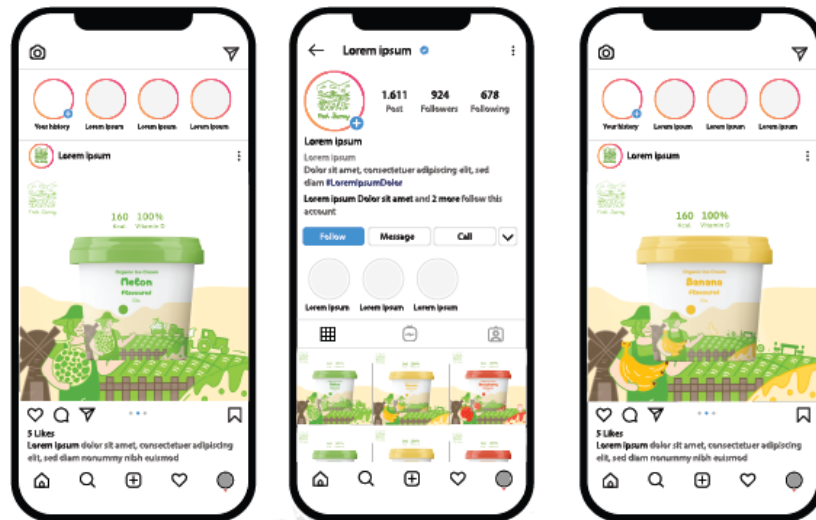 Your history
Lorem ipsum
Lorem ipsum
Lorem ipsum
Lorem ipsum
160 100%
Kcal. Vitamin D
Organic Ice Cream
Melon
Flavoured
5 Likes
Lorem ipsum dolor sit amet, consectetuer adipiscing
elit, sed diam nonummy nibh euismod
Lorem ipsum
1.611 924 678
Post Followers Following
Lorem ipsum
Lorem ipsum
Dolor sit amet, consectetuer adipiscing elit, sed
diam #LoremIpsumDolor
Lorem ipsum Dolor sit amet and 2 more follow this
account
Follow Message Call
Lorem ipsum Lorem ipsum Lorem ipsum
Your history
Lorem ipsum
Lorem ipsum
Lorem ipsum
Lorem ipsum
160 100%
Kcal. Vitamin D
Organic Ice Cream
Banana
Flavoured
5 Likes
Lorem ipsum dolor sit amet, consectetuer adipiscing
elit, sed diam nonummy nibh euismod